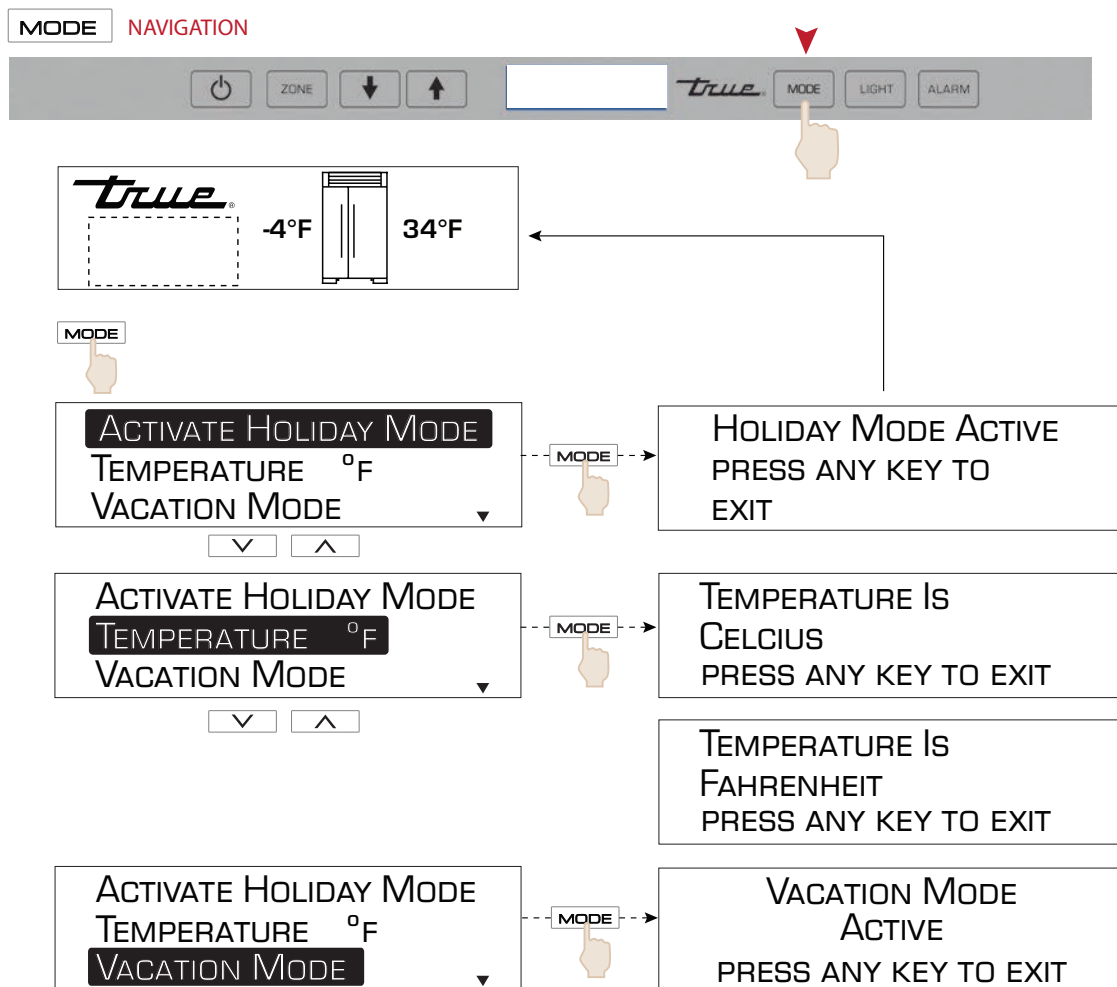 MODE NAVIGATION
ZONE true® MODE LIGHT ALARM
true®
-4°F 34°F
MODE
ACTIVATE HOLIDAY MODE
TEMPERATURE °F
VACATION MODE
MODE
HOLIDAY MODE ACTIVE
PRESS ANY KEY TO
EXIT
ACTIVATE HOLIDAY MODE
TEMPERATURE °F
VACATION MODE
MODE
TEMPERATURE IS
CELCIUS
PRESS ANY KEY TO EXIT
TEMPERATURE IS
FAHRENHEIT
PRESS ANY KEY TO EXIT
ACTIVATE HOLIDAY MODE
TEMPERATURE °F
VACATION MODE
MODE
VACATION MODE
ACTIVE
PRESS ANY KEY TO EXIT